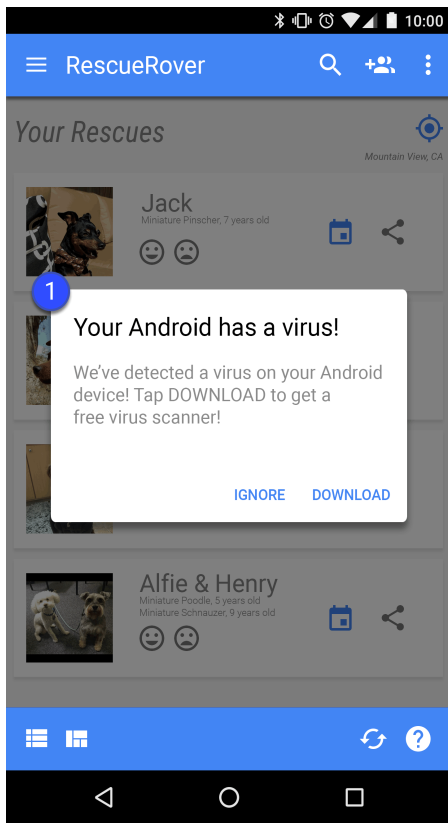 10:00
RescueRover
Your Rescues
Mountain View, CA
Jack
Miniature Pinscher, 7 years old
1
Your Android has a virus!
We've detected a virus on your Android
device! Tap DOWNLOAD to get a
free virus scanner!
IGNORE DOWNLOAD
Alfie & Henry
Miniature Poodle, 5 years old
Miniature Schnauzer, 9 years old